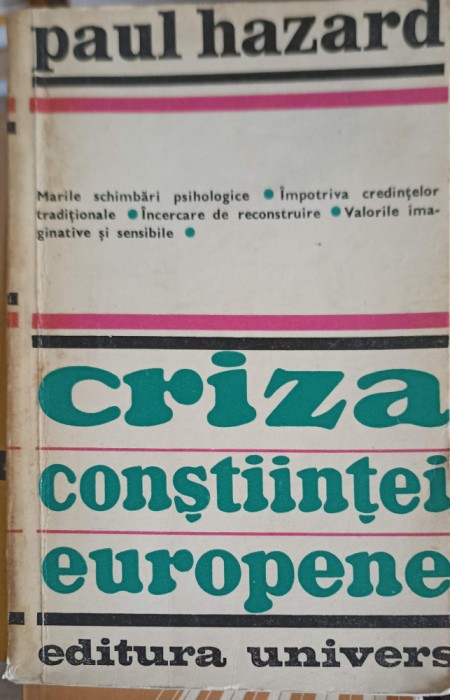 paul hazard
Marile schimbări psihologice ● Împotriva credințelor
tradiționale ● Încercare de reconstruire ● Valorile ima-
ginative și sensibile ●
criza
conștiinței
europene
editura univers